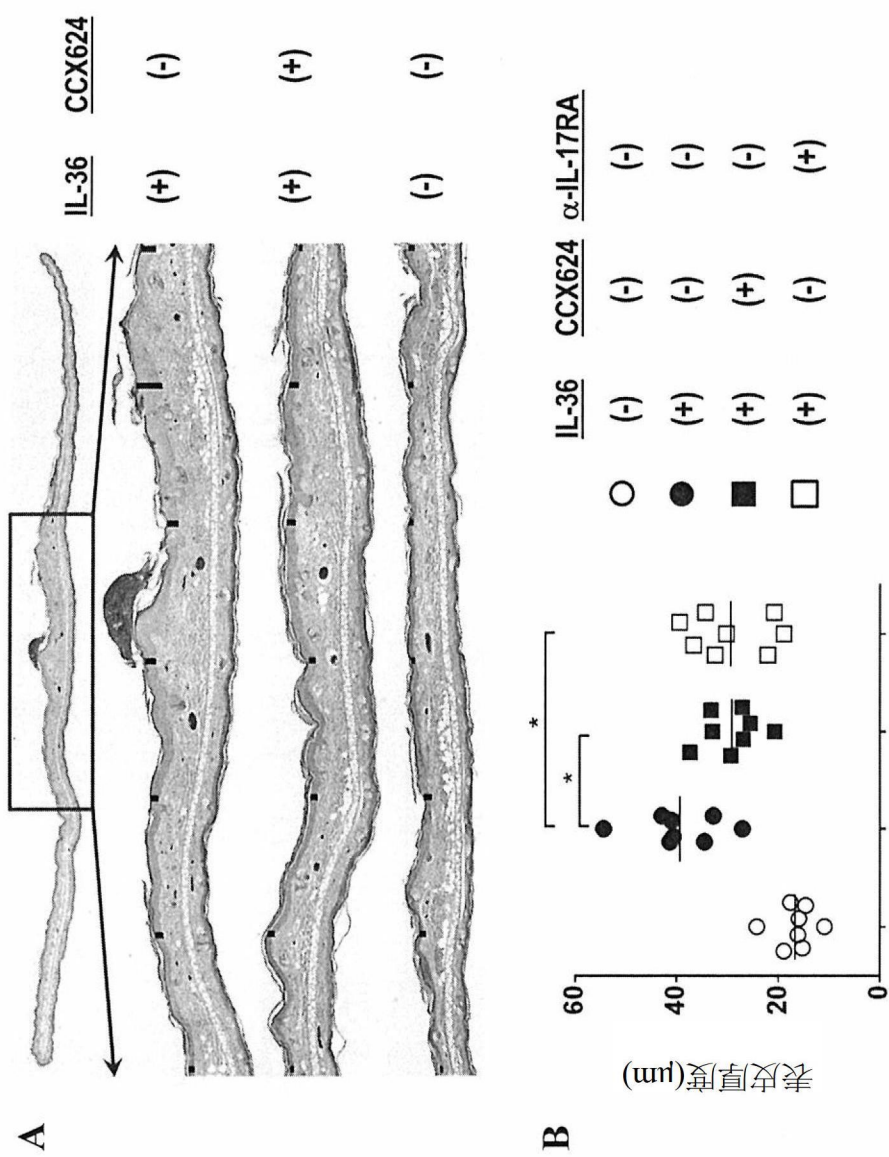 A
IL-36 CCX624
(+) (-)
(+) (+)
(-) (-)
B
表皮厚度(μm)
60
40
20
0
*
*
IL-36 CCX624 α-IL-17RA
(-) (-) (-)
(+) (-) (-)
(+) (+) (-)
(+) (-) (+)